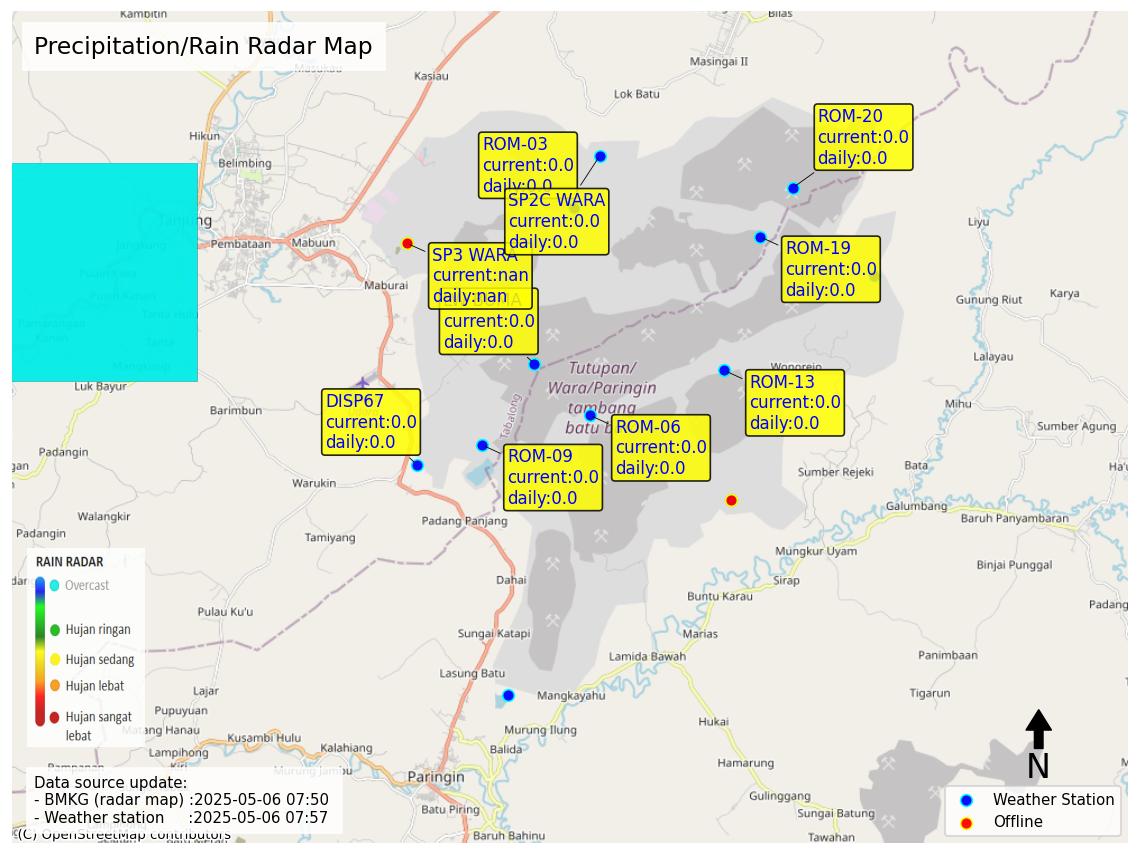 Kambitin
Bilas
Precipitation/Rain Radar Map
Masingai II
Masukau
Kasiau
Lok Batu
Hikun
Belimbing
ROM-20
current:0.0
daily:0.0
ROM-03
current:0.0
daily:0.0
SP2C WARA
current:0.0
daily:0.0
Tanjung
Jangkung
Pembataan
Mabuun
Liyu
ROM-19
current:0.0
daily:0.0
SP3 WARA
current:nan
daily:nan
current:0.0
daily:0.0
Maburai
Gunung Riut
Karya
Tanta Hulu
Tanta
Mangkusip
Luk Bayur
Lalayau
Wonorejo
Tutupan/
Wara/Paringin
tambang
batu b
Tabalong
ROM-13
current:0.0
daily:0.0
DISP67
current:0.0
daily:0.0
Barimbun
Mihu
ROM-06
current:0.0
daily:0.0
Sumber Agung
ROM-09
current:0.0
daily:0.0
Padangin
Bata
Sumber Rejeki
Warukin
Galumbang
Walangkir
Padang Panjang
Baruh Panyambaran
Padangin
Tamiyang
Mungkur Uyam
Binjai Punggal
RAIN RADAR
Overcast
Hujan ringan
Hujan sedang
Hujan lebat
Hujan sangat
lebat
Dahai
Sirap
Buntu Karau
Padang
Pulau Ku'u
Sungai Katapi
Marias
Lamida Bawah
Panimbaan
Lasung Batu
Lajar
Mangkayahu
Tigarun
Pupuyuan
Hukai
Matang Hanau
Kusambi Hulu
Murung Ilung
Lampihong
Kalahiang
Balida
Hamarung
Murung Jambu
Paringin
N
Data source update:
- BMKG (radar map) :2025-05-06 07:50
- Weather station :2025-05-06 07:57
Gulinggang
Weather Station
Offline
Batu Piring
Sungai Batung
Baruh Bahinu
Tawahan
(C) OpenStreetMap contributors